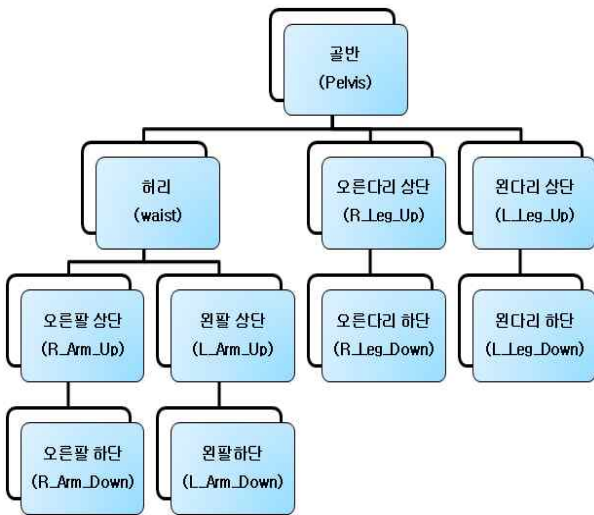 골반
(Pelvis)
허리
(waist)
오른다리 상단
(R_Leg_Up)
왼다리 상단
(L_Leg_Up)
오른팔 상단
(R_Arm_Up)
왼팔 상단
(L_Arm_Up)
오른다리 하단
(R_Leg_Down)
왼다리 하단
(L_Leg_Down)
오른팔 하단
(R_Arm_Down)
왼팔하단
(L_Arm_Down)